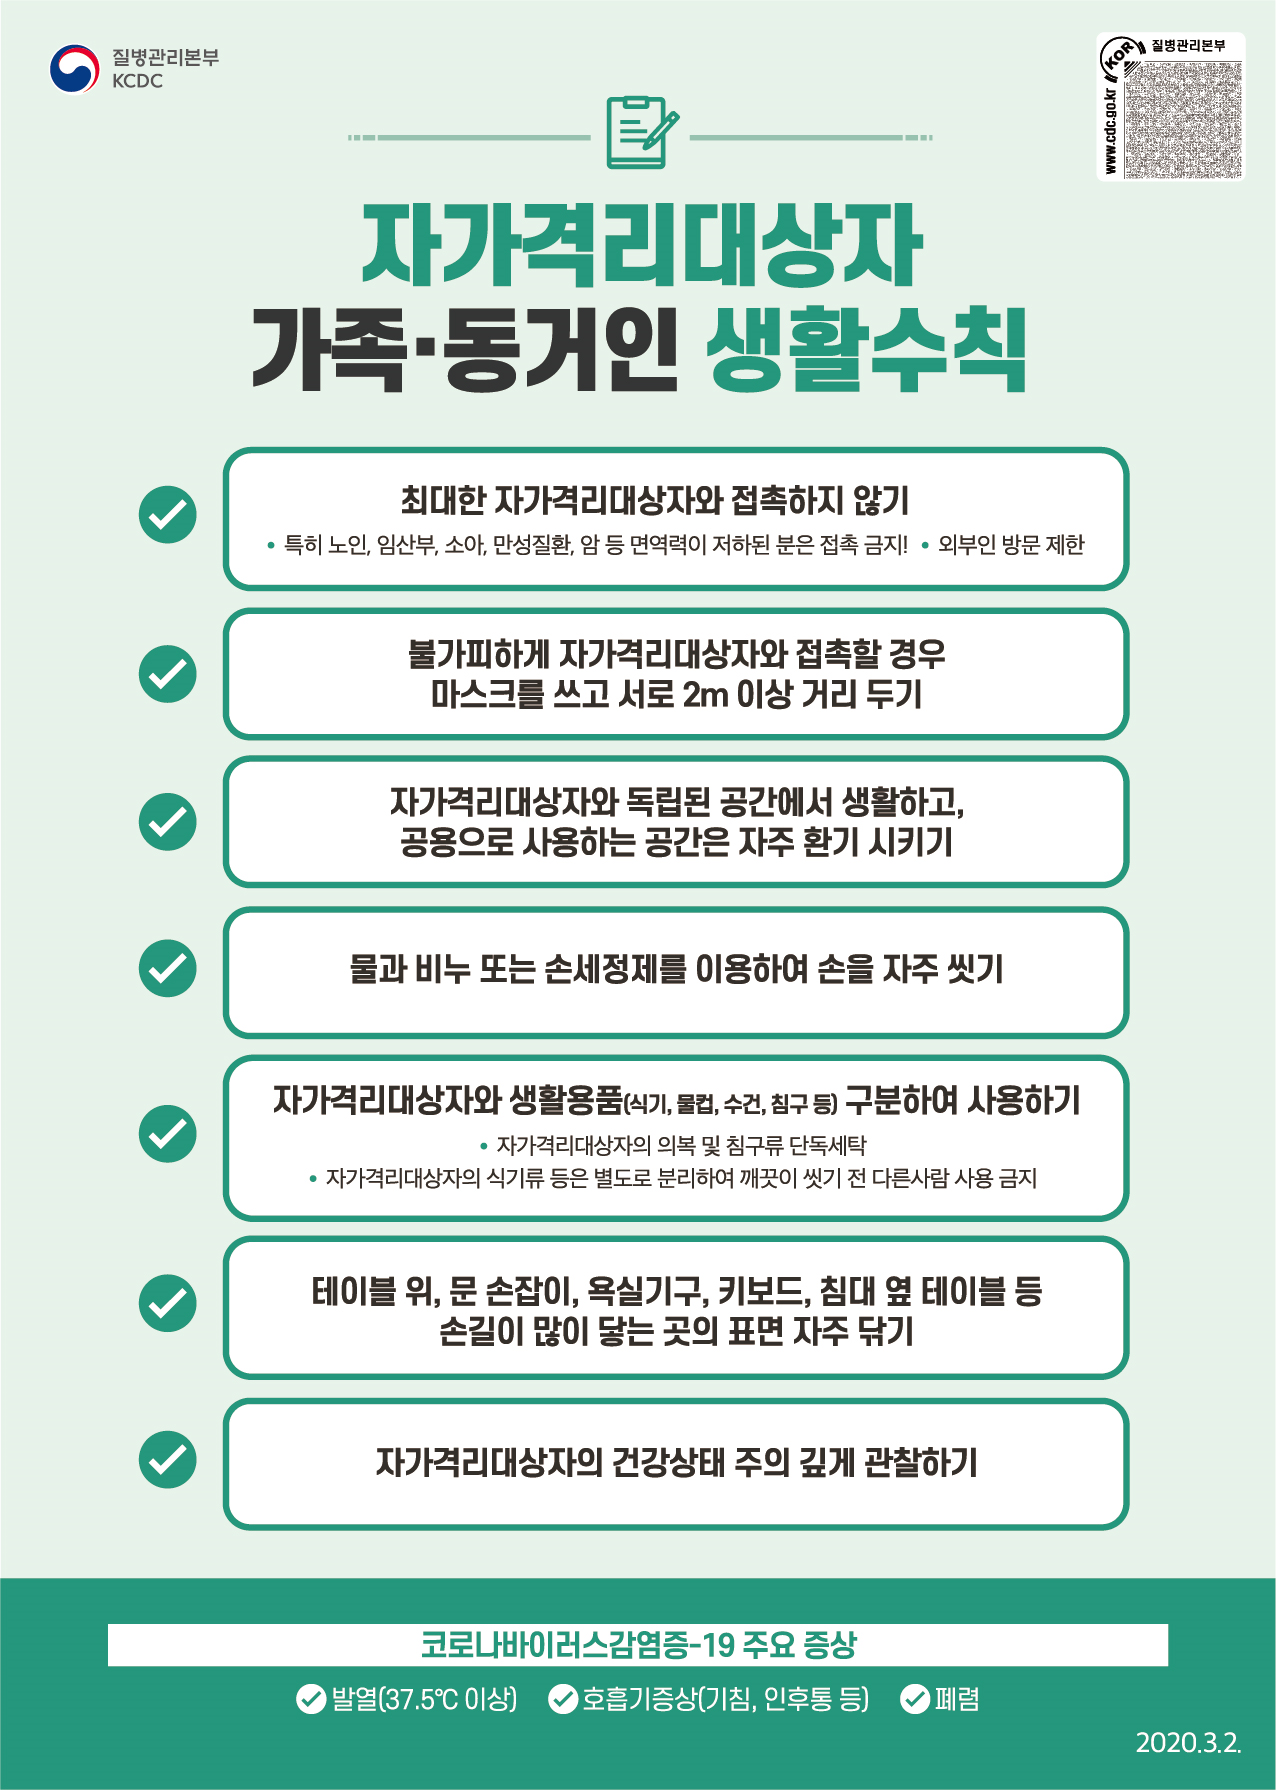 질병관리본부
KCDC
KOR
질병관리본부
www.cdc.go.kr
자가격리대상자
가족·동거인 생활수칙
최대한 자가격리대상자와 접촉하지 않기
• 특히 노인, 임산부, 소아, 만성질환, 암 등 면역력이 저하된 분은 접촉 금지! • 외부인 방문 제한
불가피하게 자가격리대상자와 접촉할 경우
마스크를 쓰고 서로 2m 이상 거리 두기
자가격리대상자와 독립된 공간에서 생활하고,
공용으로 사용하는 공간은 자주 환기 시키기
물과 비누 또는 손세정제를 이용하여 손을 자주 씻기
자가격리대상자와 생활용품(식기, 물컵, 수건, 침구 등) 구분하여 사용하기
• 자가격리대상자의 의복 및 침구류 단독세탁
• 자가격리대상자의 식기류 등은 별도로 분리하여 깨끗이 씻기 전 다른사람 사용 금지
테이블 위, 문 손잡이, 욕실기구, 키보드, 침대 옆 테이블 등
손길이 많이 닿는 곳의 표면 자주 닦기
자가격리대상자의 건강상태 주의 깊게 관찰하기
코로나바이러스감염증-19 주요 증상
발열(37.5℃ 이상) 호흡기증상(기침, 인후통 등) 폐렴
2020.3.2.